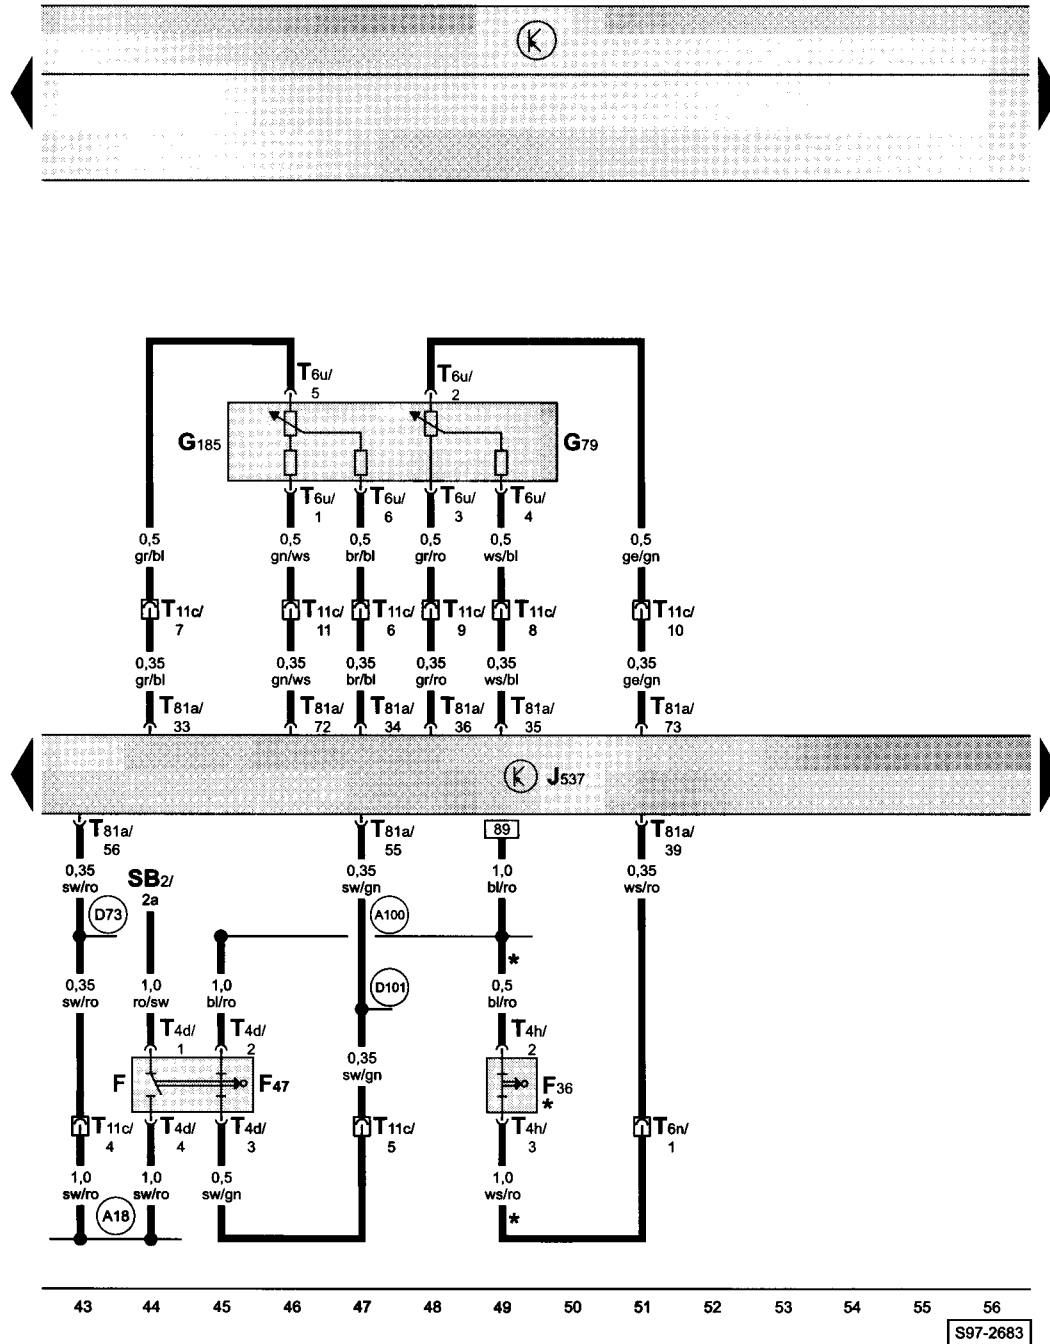 K
T6u/ T6u/
5 2
G185 G79
T6u/ T6u/ T6u/ T6u/
1 6 3 4
0,5 0,5 0,5 0,5 0,5 0,5
gr/bl gn/ws br/bl gr/ro ws/bl ge/gn
T11c/ T11c/ T11c/ T11c/ T11c/ T11c/
7 11 6 9 8 10
0,35 0,35 0,35 0,35 0,35 0,35
gr/bl gn/ws br/bl gr/ro ws/bl ge/gn
T81a/ T81a/ T81a/ T81a/ T81a/ T81a/
33 72 34 36 35 73
K J537
T81a/ T81a/ 89 T81a/
56 55 39
0,35 0,35 1,0 0,35
sw/ro sw/gn bl/ro ws/ro
SB2/
2a
D73 A100
*
0,35 1,0 1,0 D101 0,5
sw/ro ro/sw bl/ro bl/ro
T4d/ T4d/ T4h/
1 2 2
0,35
sw/gn
F F47 F36
*
T11c/ T4d/ T4d/ T11c/ T4h/ T6n/
4 4 3 5 3 1
1,0 1,0 0,5 1,0
sw/ro sw/ro sw/gn ws/ro
A18 *
43 44 45 46 47 48 49 50 51 52 53 54 55 56
S97-2683